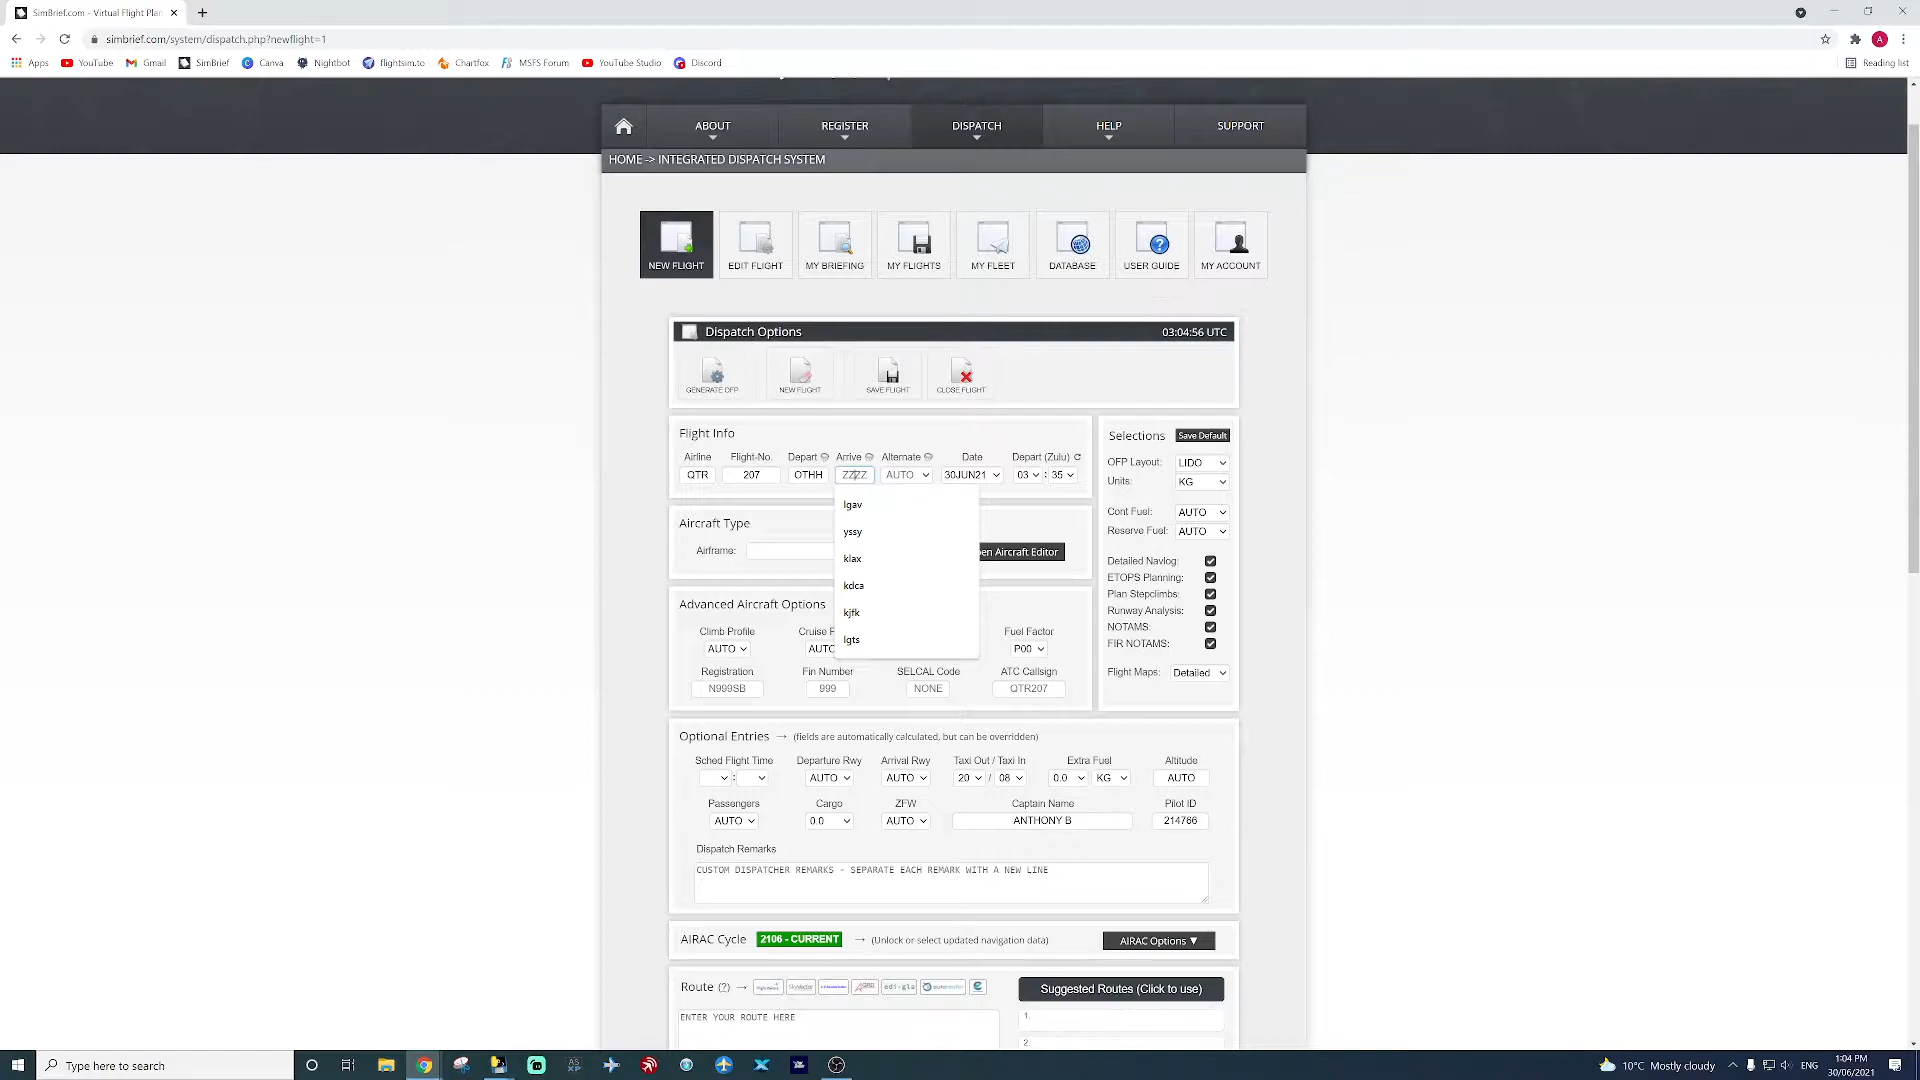 SimBrief.com - Virtual Flight Plan
simbrief.com/system/dispatch.php?newflight=1
Apps YouTube Gmail SimBrief Canva Nightbot flightsim.to Chartfox MSFS Forum YouTube Studio Discord Reading list
A
ABOUT REGISTER DISPATCH HELP SUPPORT
HOME -> INTEGRATED DISPATCH SYSTEM
NEW FLIGHT EDIT FLIGHT MY BRIEFING MY FLIGHTS MY FLEET DATABASE USER GUIDE MY ACCOUNT
Dispatch Options 03:04:56 UTC
GENERATE OFP NEW FLIGHT SAVE FLIGHT CLOSE FLIGHT
Flight Info
Airline Flight-No. Depart Arrive Alternate Date Depart (Zulu)
QTR 207 OTHH ZZZZ AUTO 30JUN21 03 : 35
lgav
yssy
klax
kdca
kjfk
lgts
Aircraft Type
Airframe: en Aircraft Editor
Advanced Aircraft Options
Climb Profile Cruise P Fuel Factor
AUTO AUTO P00
Registration Fin Number SELCAL Code ATC Callsign
N999SB 999 NONE QTR207
Selections Save Default
OFP Layout: LIDO
Units: KG
Cont Fuel: AUTO
Reserve Fuel: AUTO
Detailed Navlog:
ETOPS Planning:
Plan Stepclimbs:
Runway Analysis:
NOTAMS:
FIR NOTAMS:
Flight Maps: Detailed
Optional Entries → (fields are automatically calculated, but can be overridden)
Sched Flight Time Departure Rwy Arrival Rwy Taxi Out / Taxi In Extra Fuel Altitude
: AUTO AUTO 20 / 08 0.0 KG AUTO
Passengers Cargo ZFW Captain Name Pilot ID
AUTO 0.0 AUTO ANTHONY B 214766
Dispatch Remarks
CUSTOM DISPATCHER REMARKS - SEPARATE EACH REMARK WITH A NEW LINE
AIRAC Cycle 2106 - CURRENT → (Unlock or select updated navigation data) AIRAC Options ▼
Route (?) → SkyVector edi-gla autorouter Suggested Routes (Click to use)
ENTER YOUR ROUTE HERE 1.
2.
Type here to search AS XP 10°C Mostly cloudy ENG 1:04 PM
30/06/2021